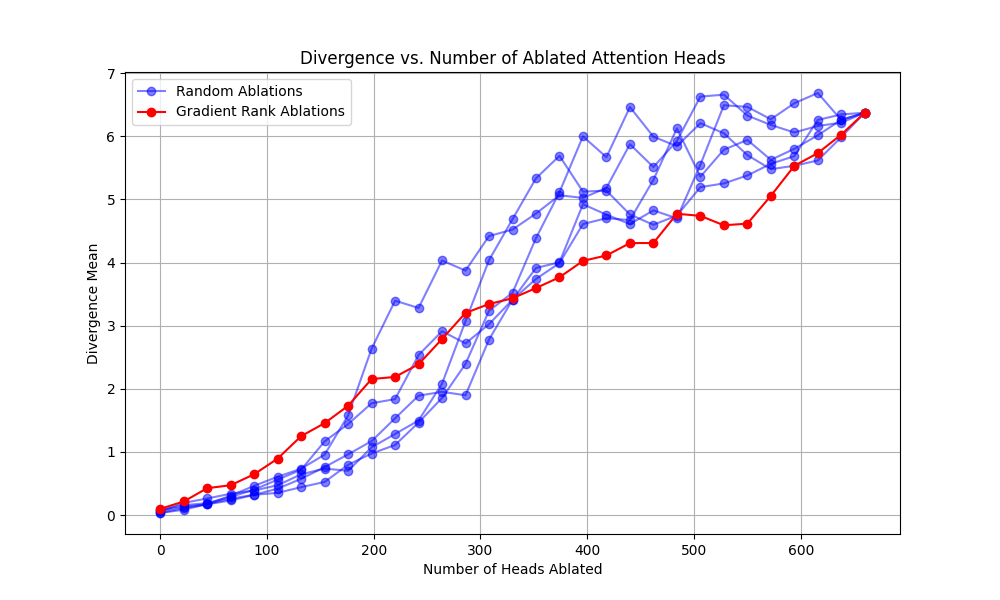 Divergence vs. Number of Ablated Attention Heads
Random Ablations
Gradient Rank Ablations
Divergence Mean
7
6
5
4
3
2
1
0
0 100 200 300 400 500 600
Number of Heads Ablated